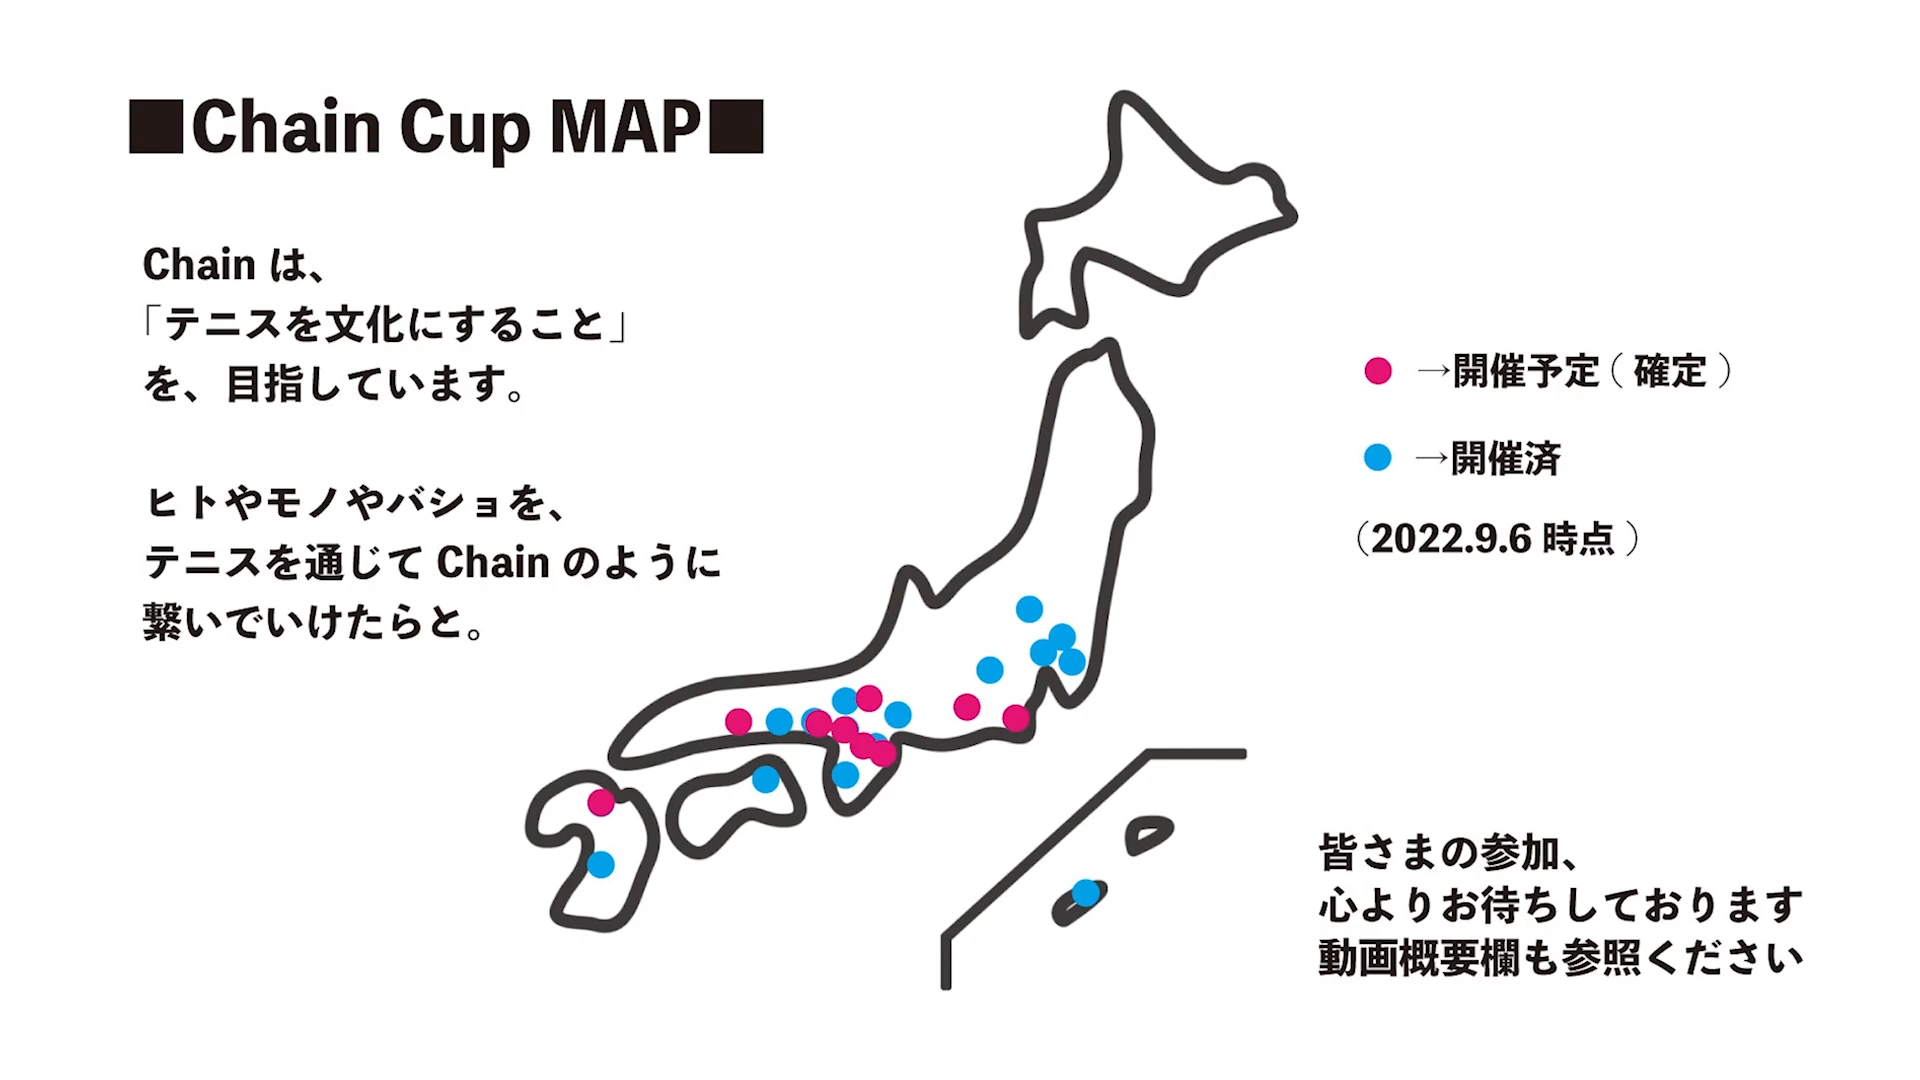 ■Chain Cup MAP■
Chain は、
「テニスを文化にすること」
を、目指しています。
ヒトやモノやバショを、
テニスを通じて Chain のように
繋いでいけたらと。
→開催予定（確定）
→開催済
（2022.9.6 時点）
皆さまの参加、
心よりお待ちしております
動画概要欄も参照ください